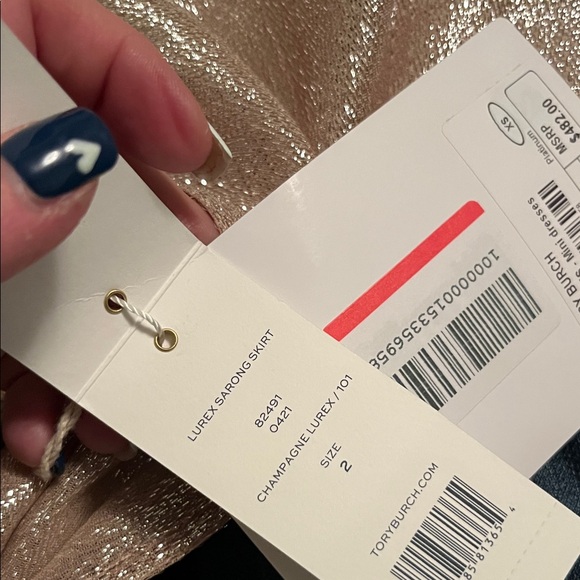 LUREX SARONG SKIRT
82491
0421
CHAMPAGNE LUREX / 101
SIZE
2
TORYBURCH.COM
XS
Platinum
MSRP
$482.00
BURCH
- Mini dresses